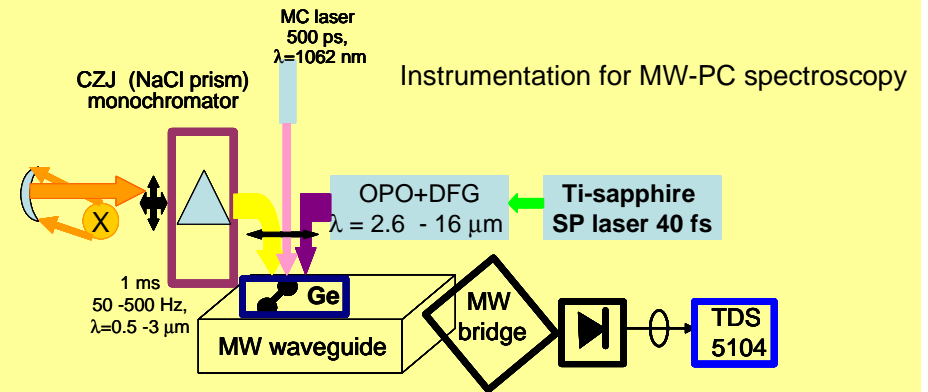 MC laser
500 ps,
λ=1062 nm
Instrumentation for MW-PC spectroscopy
CZJ (NaCl prism)
monochromator
X
OPO+DFG
λ = 2.6 - 16 μm
Ti-sapphire
SP laser 40 fs
1 ms
50 -500 Hz,
λ=0.5 -3 μm
Ge
MW waveguide
MW
bridge
TDS
5104